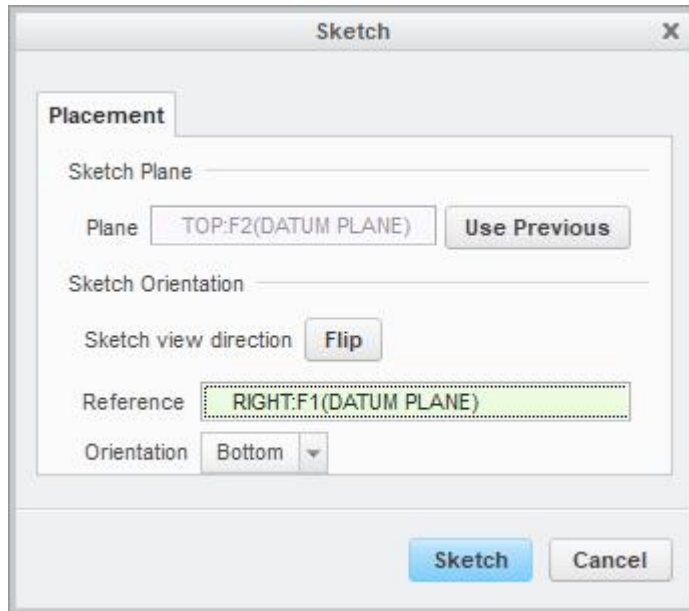 Sketch
Placement
Sketch Plane
Plane TOP:F2(DATUM PLANE) Use Previous
Sketch Orientation
Sketch view direction Flip
Reference RIGHT:F1(DATUM PLANE)
Orientation Bottom
Sketch Cancel